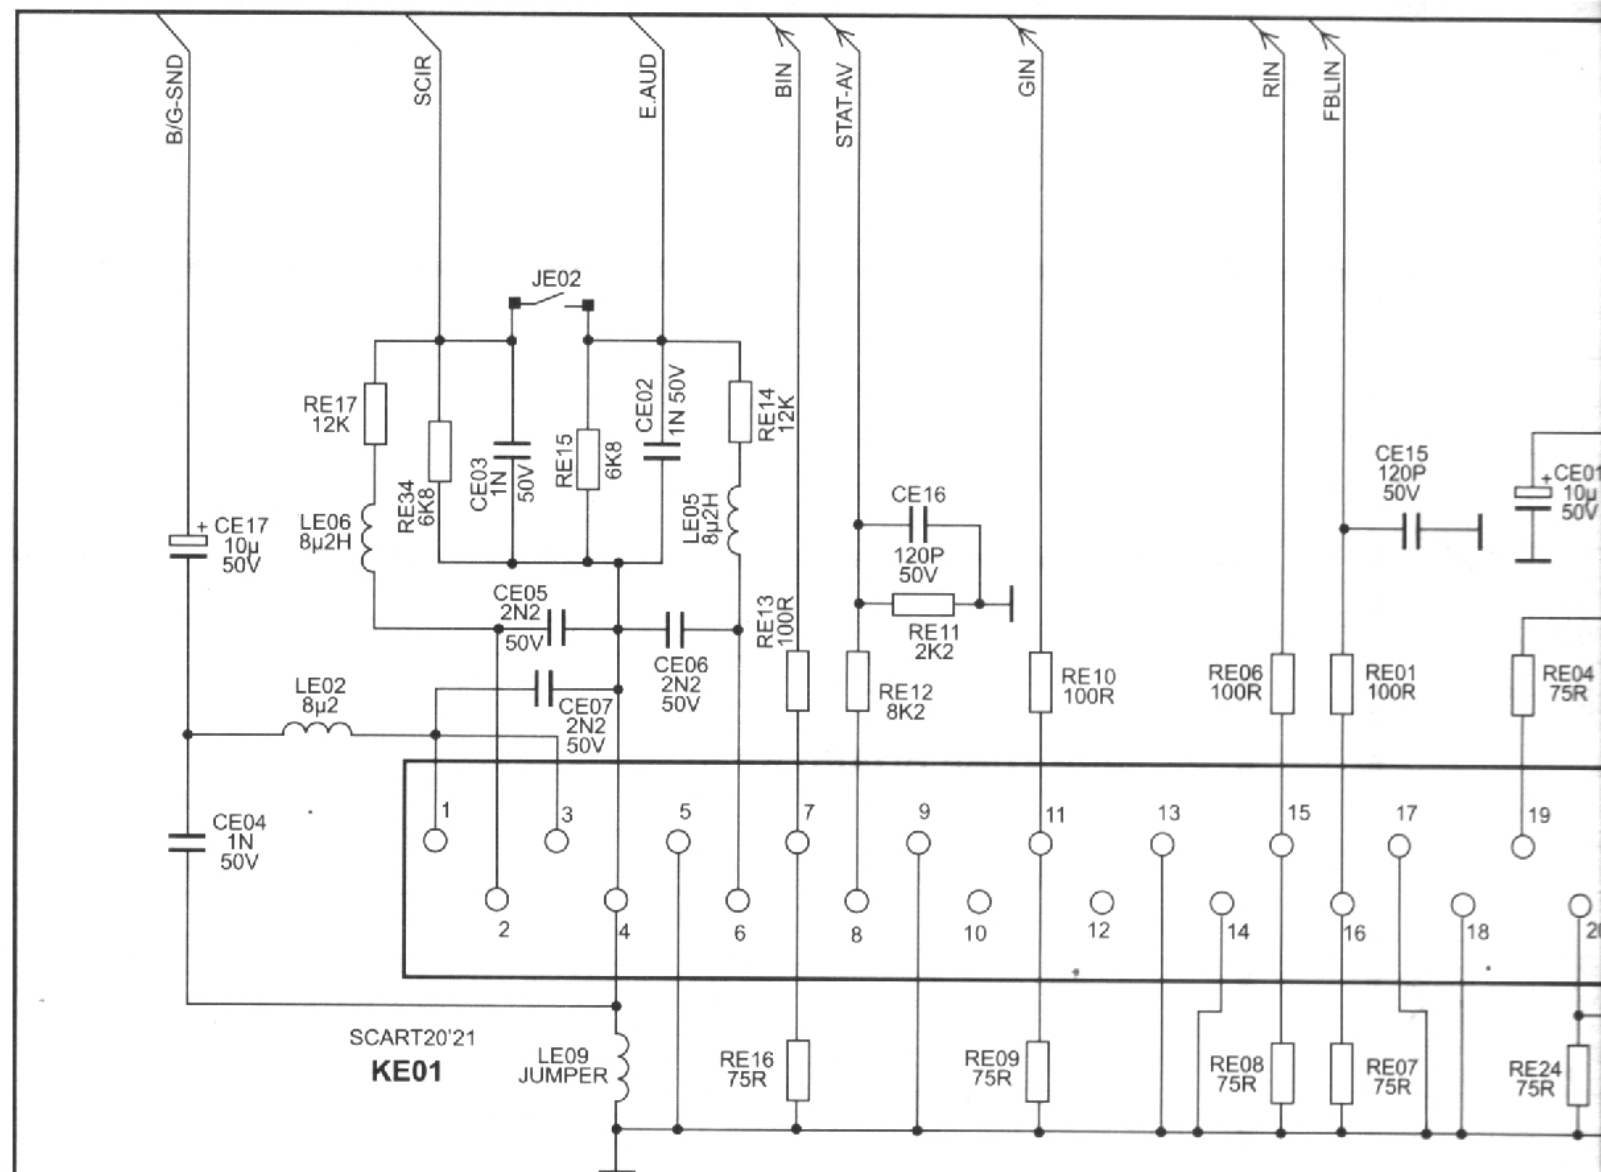 B/G-SND
SCIR
E.AUD
BIN
STAT-AV
GIN
RIN
FBLIN
JE02
RE17
12K
RE34
6K8
CE03
1N
50V
RE15
6K8
CE02
1N 50V
RE14
12K
LE06
8µ2H
LE05
8µ2H
+ CE17
10µ
50V
CE16
120P
50V
CE15
120P
50V
+ CE01
10µ
50V
CE05
2N2
50V
CE06
2N2
50V
RE13
100R
RE11
2K2
RE12
8K2
RE10
100R
RE06
100R
RE01
100R
RE04
75R
LE02
8µ2
CE07
2N2
50V
CE04
1N
50V
1
3
5
7
9
11
13
15
17
19
2
4
6
8
10
12
14
16
18
20
SCART20'21
KE01
LE09
JUMPER
RE16
75R
RE09
75R
RE08
75R
RE07
75R
RE24
75R